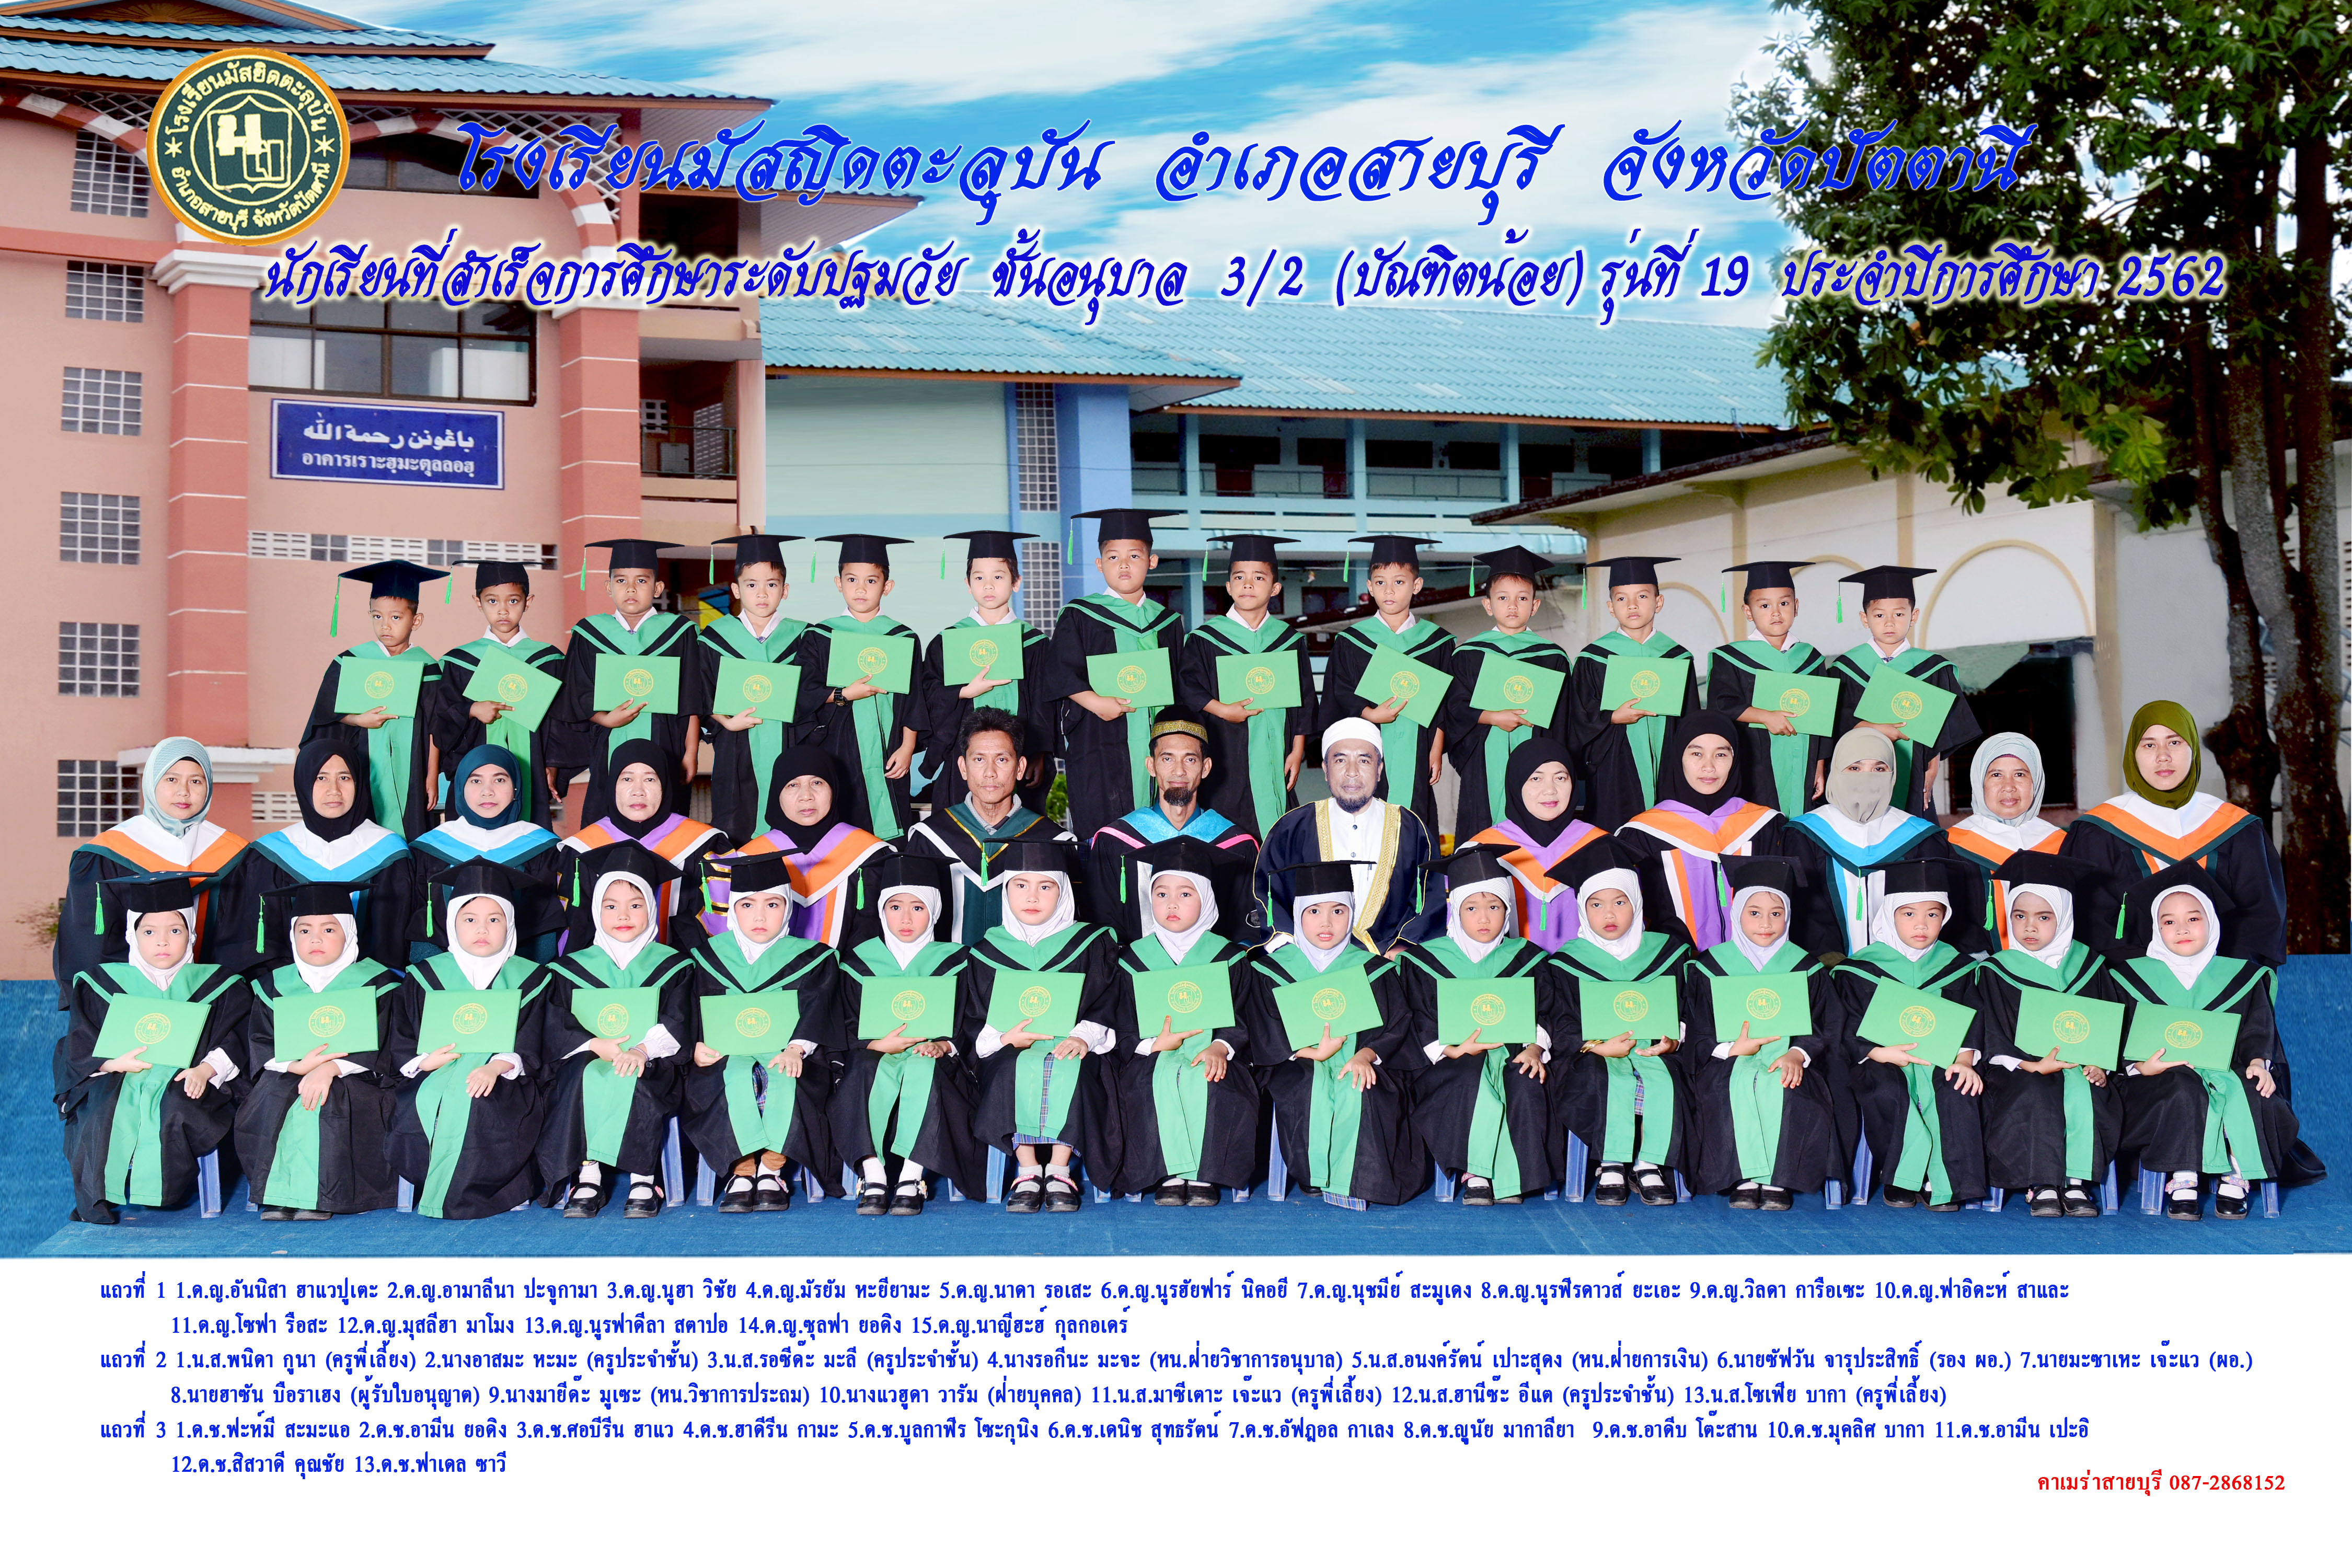 โรงเรียนมัสยิดตะลุบัน
อำเภอสายบุรี จังหวัดปัตตานี
โรงเรียนมัสญิดตะลุบัน อำเภอสายบุรี จังหวัดปัตตานี
นักเรียนที่สำเร็จการศึกษาระดับปฐมวัย ชั้นอนุบาล 3/2 (บัณฑิตน้อย) รุ่นที่ 19 ประจำปีการศึกษา 2562
باڠونن رحمة الله
อาคารเราะฮุมะตุลลอฮุ
แถวที่ 1 1.ด.ญ.อันนิสา ฮาแวปูเตะ 2.ด.ญ.อามาลีนา ปะจูกามา 3.ด.ญ.นูฮา วิชัย 4.ด.ญ.มัรยัม หะยียามะ 5.ด.ญ.นาดา รอเสะ 6.ด.ญ.นูรฮัยฟาร์ นิคอยี 7.ด.ญ.นุชมีย์ สะมูเดง 8.ด.ญ.นูรฟีรดาวส์ ยะเอะ 9.ด.ญ.วิลดา การือเซะ 10.ด.ญ.ฟาอิดะห์ สาและ
11.ด.ญ.โซฟา รือสะ 12.ด.ญ.มุสลีฮา มาโมง 13.ด.ญ.นูรฟาดีลา สตาปอ 14.ด.ญ.ซุลฟา ยอดิง 15.ด.ญ.นาญีฮะฮ์ กุลกอเดร์
แถวที่ 2 1.น.ส.พนิดา กูนา (ครูพี่เลี้ยง) 2.นางอาสมะ หะมะ (ครูประจำชั้น) 3.น.ส.รอซีด๊ะ มะลี (ครูประจำชั้น) 4.นางรอกีนะ มะจะ (หน.ฝ่ายวิชาการอนุบาล) 5.น.ส.อนงค์รัตน์ เปาะสุดง (หน.ฝ่ายการเงิน) 6.นายซัฟวัน จารุประสิทธิ์ (รอง ผอ.) 7.นายมะซาเหะ เจ๊ะแว (ผอ.)
8.นายฮาซัน บือราเฮง (ผู้รับใบอนุญาต) 9.นางมายีด๊ะ มูเซะ (หน.วิชาการประถม) 10.นางแวฮูดา วารัม (ฝ่ายบุคคล) 11.น.ส.มาซีเตาะ เจ๊ะแว (ครูพี่เลี้ยง) 12.น.ส.ฮานีซ๊ะ อีแต (ครูประจำชั้น) 13.น.ส.โซเฟีย บากา (ครูพี่เลี้ยง)
แถวที่ 3 1.ด.ช.ฟะห์มี สะมะแอ 2.ด.ช.อามีน ยอดิง 3.ด.ช.ศอบีรีน ฮาแว 4.ด.ช.ฮาดีรีน กามะ 5.ด.ช.บูลกาฟีร โซะกุนิง 6.ด.ช.เดนิช สุทธรัตน์ 7.ด.ช.อัฟฎอล กาเลง 8.ด.ช.ญูนัย มากาลียา 9.ด.ช.อาดีบ โต๊ะสาน 10.ด.ช.มุคลิศ บากา 11.ด.ช.อามีน เปะอิ
12.ด.ช.สิสวาดี คุณชัย 13.ด.ช.ฟาเดล ซาวี
คาเมร่าสายบุรี 087-2868152